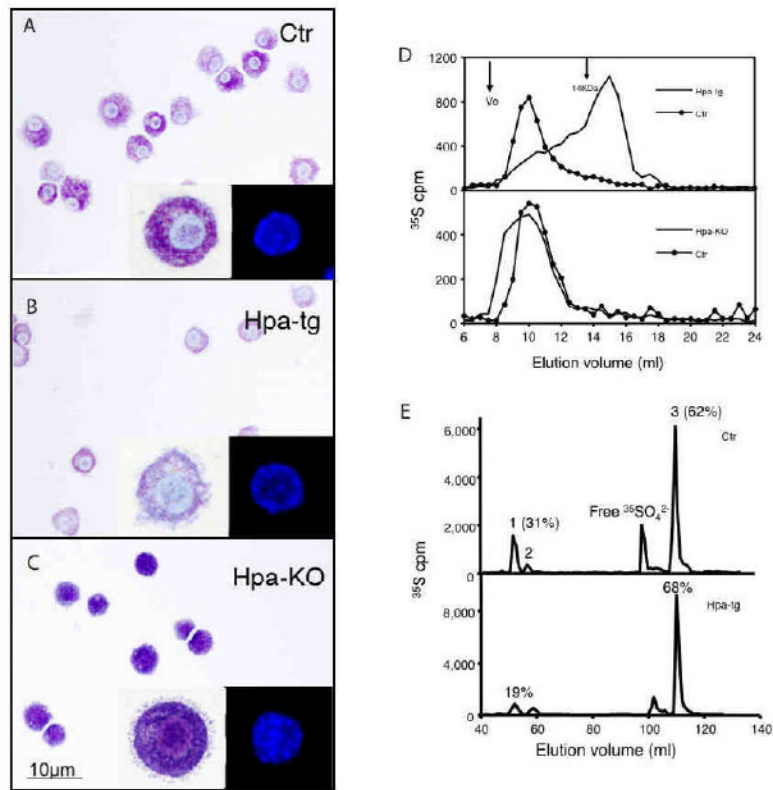 A
Ctr
B
Hpa-tg
C
Hpa-KO
10µm
D
1200
800
400
0
Vo
14KDa
Hpa-tg
Ctr
³⁵S cpm
400
200
0
Hpa-KO
Ctr
6 8 10 12 14 16 18 20 22 24
Elution volume (ml)
E
3 (62%)
6,000
4,000
2,000
0
Ctr
1 (31%)
2
Free ³⁵SO₄²⁻
³⁵S cpm
68%
Hpa-tg
8,000
4,000
0
19%
40 60 80 100 120 140
Elution volume (ml)